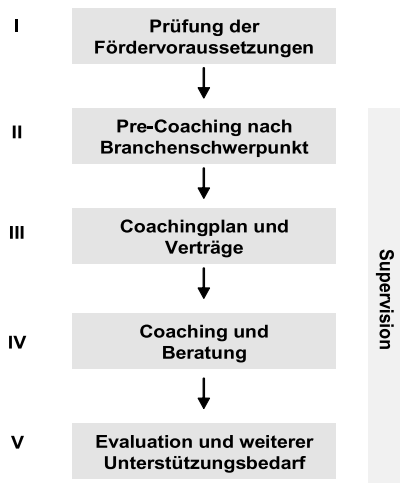 I
Prüfung der
Fördervoraussetzungen
II
Pre-Coaching nach
Branchenschwerpunkt
III
Coachingplan und
Verträge
IV
Coaching und
Beratung
V
Evaluation und weiterer
Unterstützungsbedarf
Supervision